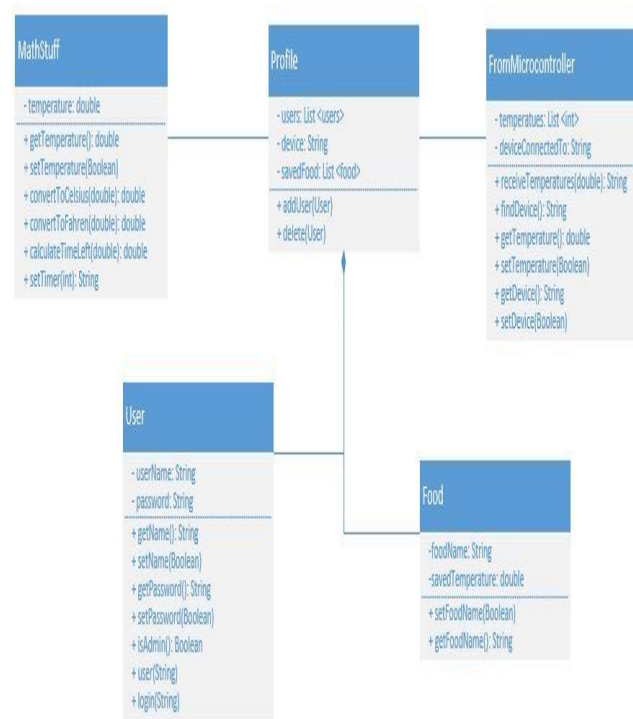 MathStuff
- temperature: double
+ getTemperature(): double
+ setTemperature(Boolean)
+ convertToCelsius(double): double
+ convertToFahren(double): double
+ calculateTimeLeft(double): double
+ setTimer(int): String
Profile
- users: List <users>
- device: String
- savedFood: List <food>
+ addUser(User)
+ delete(User)
FromMicrocontroller
- temperatues: List <int>
- deviceConnectedTo: String
+ receiveTemperatures(double): String
+ findDevice(): String
+ getTemperature(): double
+ setTemperature(Boolean)
+ getDevice(): String
+ setDevice(Boolean)
User
- userName: String
- password: String
+ getName(): String
+ setName(Boolean)
+ getPassword(): String
+ setPassword(Boolean)
+ isAdmin(): Boolean
+ user(String)
+ login(String)
Food
-foodName: String
-savedTemperature: double
+ setFoodName(Boolean)
+ getFoodName(): String